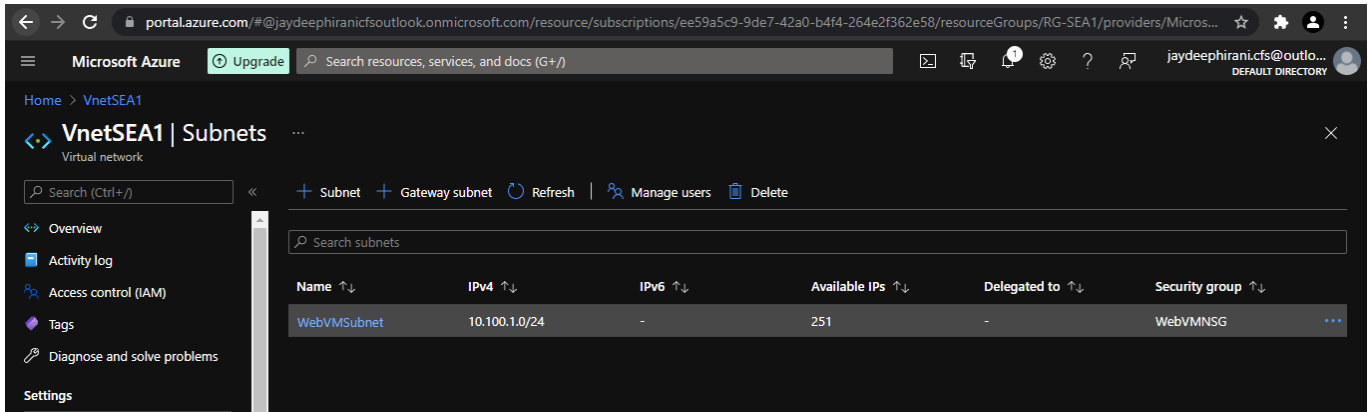 portal.azure.com/#@jaydeephiranicfsoutlook.onmicrosoft.com/resource/subscriptions/ee59a5c9-9de7-42a0-b4f4-264e2f362e58/resourceGroups/RG-SEA1/providers/Micros...
Microsoft Azure Upgrade Search resources, services, and docs (G+/) 1 ? jaydeephirani.cfs@outlo...
DEFAULT DIRECTORY
Home > VnetSEA1
VnetSEA1 | Subnets ...
Virtual network
Search (Ctrl+/) « + Subnet + Gateway subnet Refresh | Manage users Delete
Overview
Search subnets
Activity log
Name ↑↓ IPv4 ↑↓ IPv6 ↑↓ Available IPs ↑↓ Delegated to ↑↓ Security group ↑↓
Access control (IAM)
WebVMSubnet 10.100.1.0/24 - 251 - WebVMNSG ...
Tags
Diagnose and solve problems
Settings